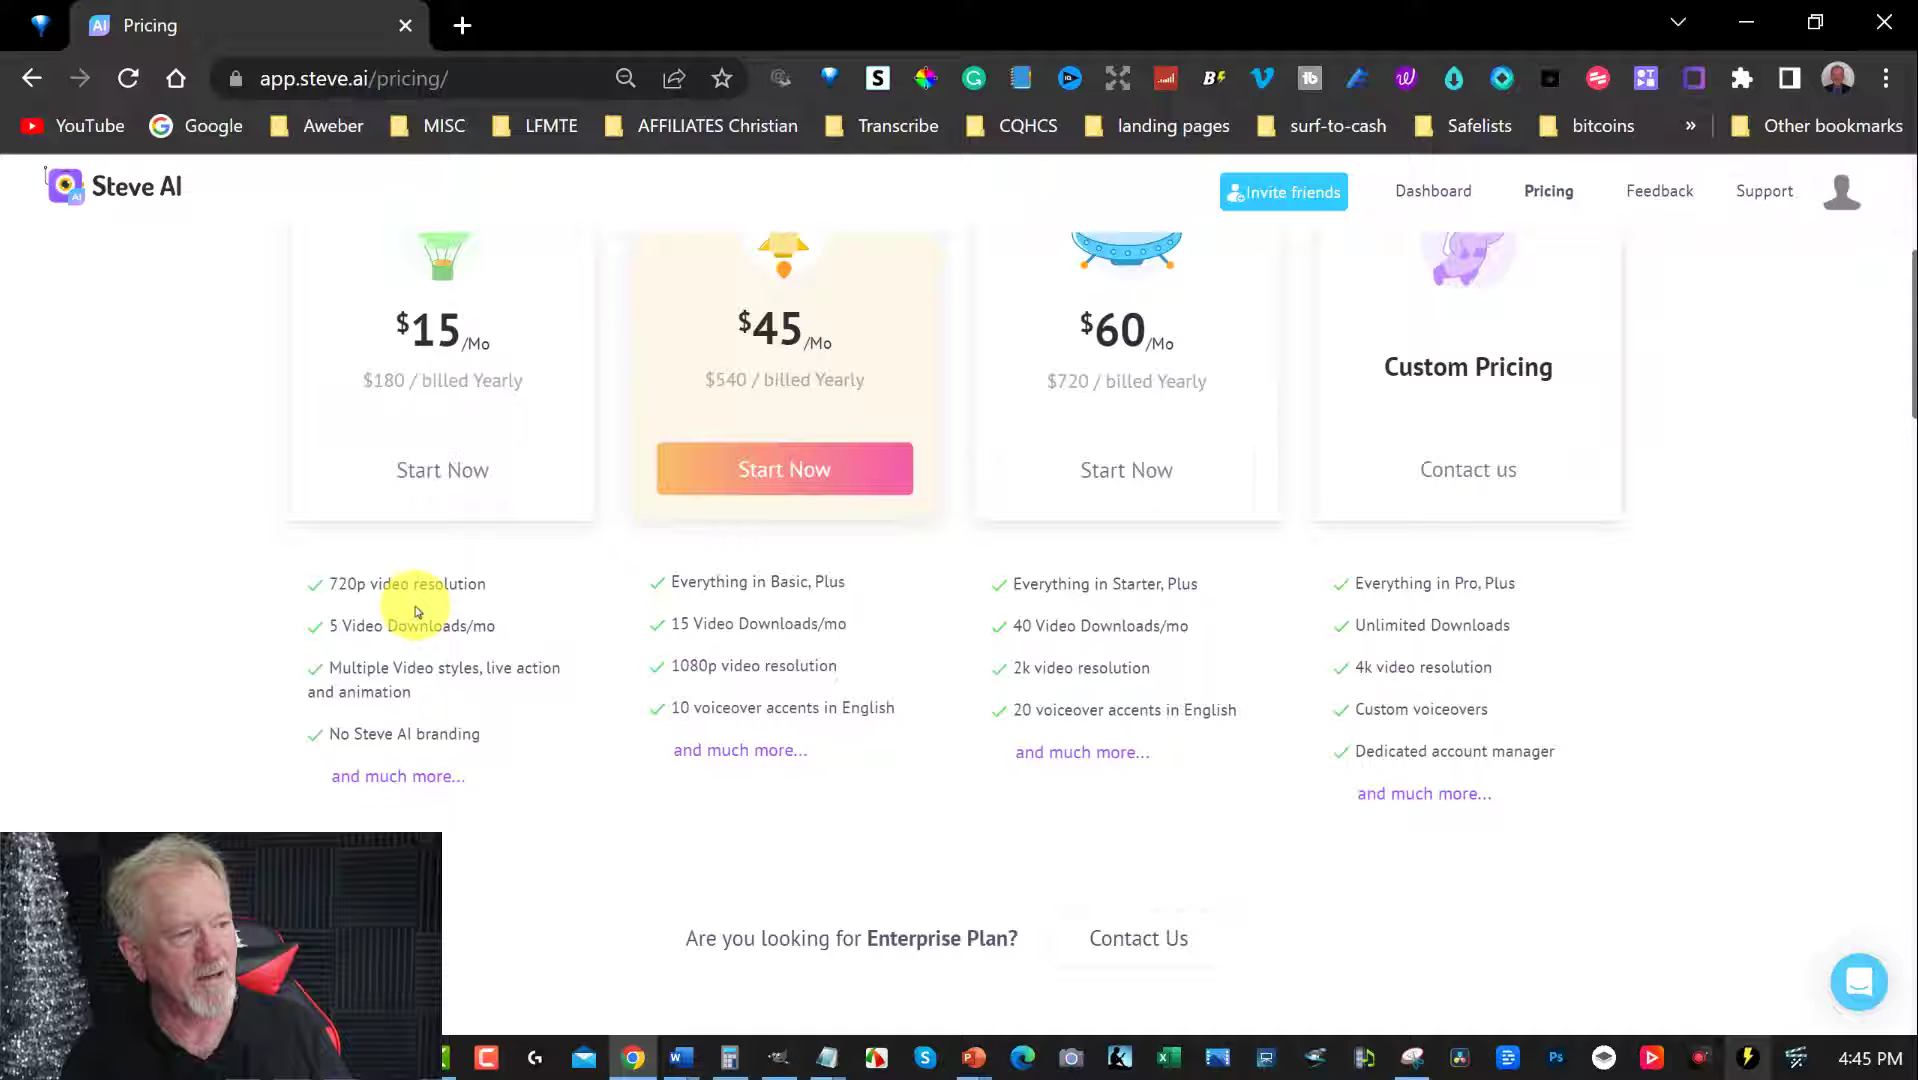 Pricing
app.steve.ai/pricing/
YouTube Google Aweber MISC LFMTE AFFILIATES Christian Transcribe CQHCS landing pages surf-to-cash Safelists bitcoins » Other bookmarks
Steve AI
Invite friends Dashboard Pricing Feedback Support
$15/Mo
$180 / billed Yearly
Start Now
720p video resolution
5 Video Downloads/mo
Multiple Video styles, live action
and animation
No Steve AI branding
and much more...
$45/Mo
$540 / billed Yearly
Start Now
Everything in Basic, Plus
15 Video Downloads/mo
1080p video resolution
10 voiceover accents in English
and much more...
$60/Mo
$720 / billed Yearly
Start Now
Everything in Starter, Plus
40 Video Downloads/mo
2k video resolution
20 voiceover accents in English
and much more...
Custom Pricing
Contact us
Everything in Pro, Plus
Unlimited Downloads
4k video resolution
Custom voiceovers
Dedicated account manager
and much more...
Are you looking for Enterprise Plan? Contact Us
4:45 PM